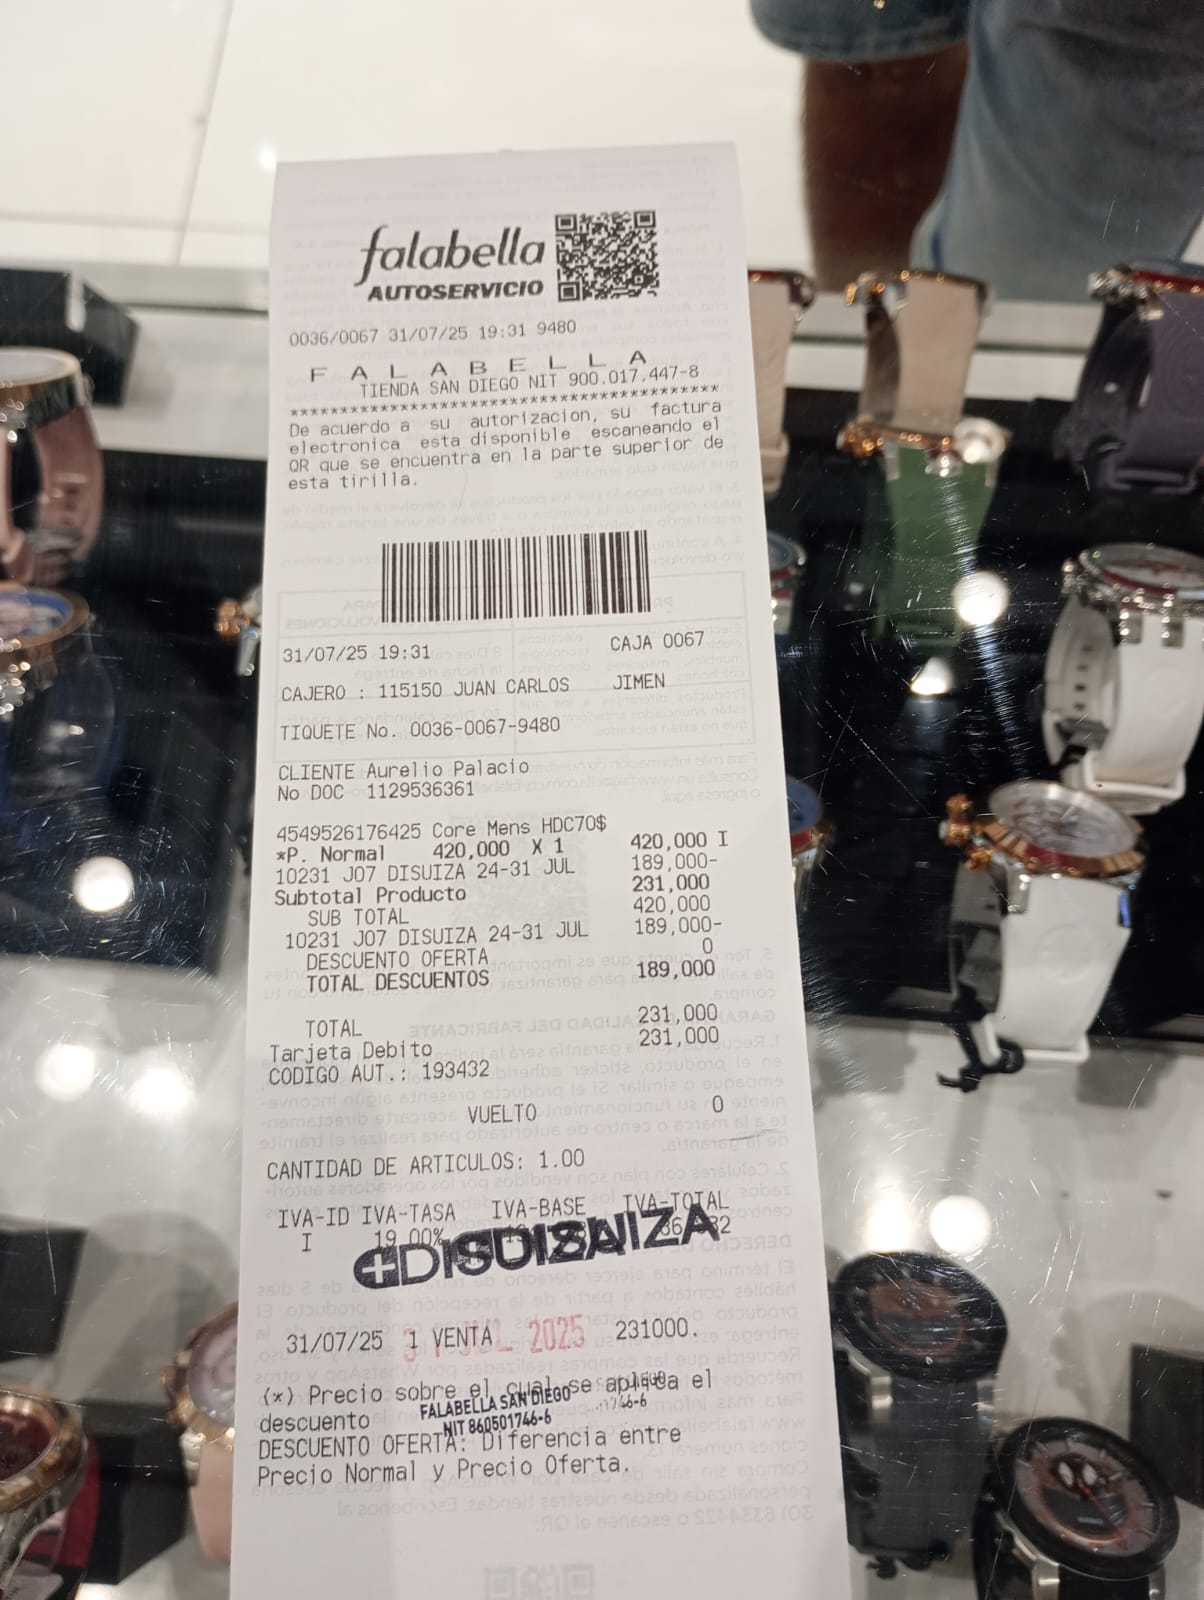 falabella
AUTOSERVICIO
0036/0067 31/07/25 19:31 9480
F A L A B E L L A
TIENDA SAN DIEGO NIT 900.017.447-8
*******************************************
De acuerdo a su autorizacion, su factura
electronica esta disponible escaneando el
QR que se encuentra en la parte superior de
esta tirilla.
31/07/25 19:31 CAJA 0067
CAJERO : 115150 JUAN CARLOS JIMEN
TIQUETE No. 0036-0067-9480
CLIENTE Aurelio Palacio
No DOC 1129536361
4549526176425 Core Mens HDC70$
*P. Normal 420,000 X 1 420,000 I
10231 J07 DISUIZA 24-31 JUL 189,000-
Subtotal Producto 231,000
SUB TOTAL 420,000
10231 J07 DISUIZA 24-31 JUL 189,000-
DESCUENTO OFERTA 0
TOTAL DESCUENTOS 189,000
TOTAL 231,000
Tarjeta Debito 231,000
CODIGO AUT.: 193432
VUELTO 0
CANTIDAD DE ARTICULOS: 1.00
IVA-ID IVA-TASA IVA-BASE IVA-TOTAL
I 19.00%
DISUIZA
31/07/25 1 VENTA 231000.
31 JUL 2025
(*) Precio sobre el cual se aplica el
descuento
FALABELLA SAN DIEGO
NIT 860501746-6
DESCUENTO OFERTA: Diferencia entre
Precio Normal y Precio Oferta.